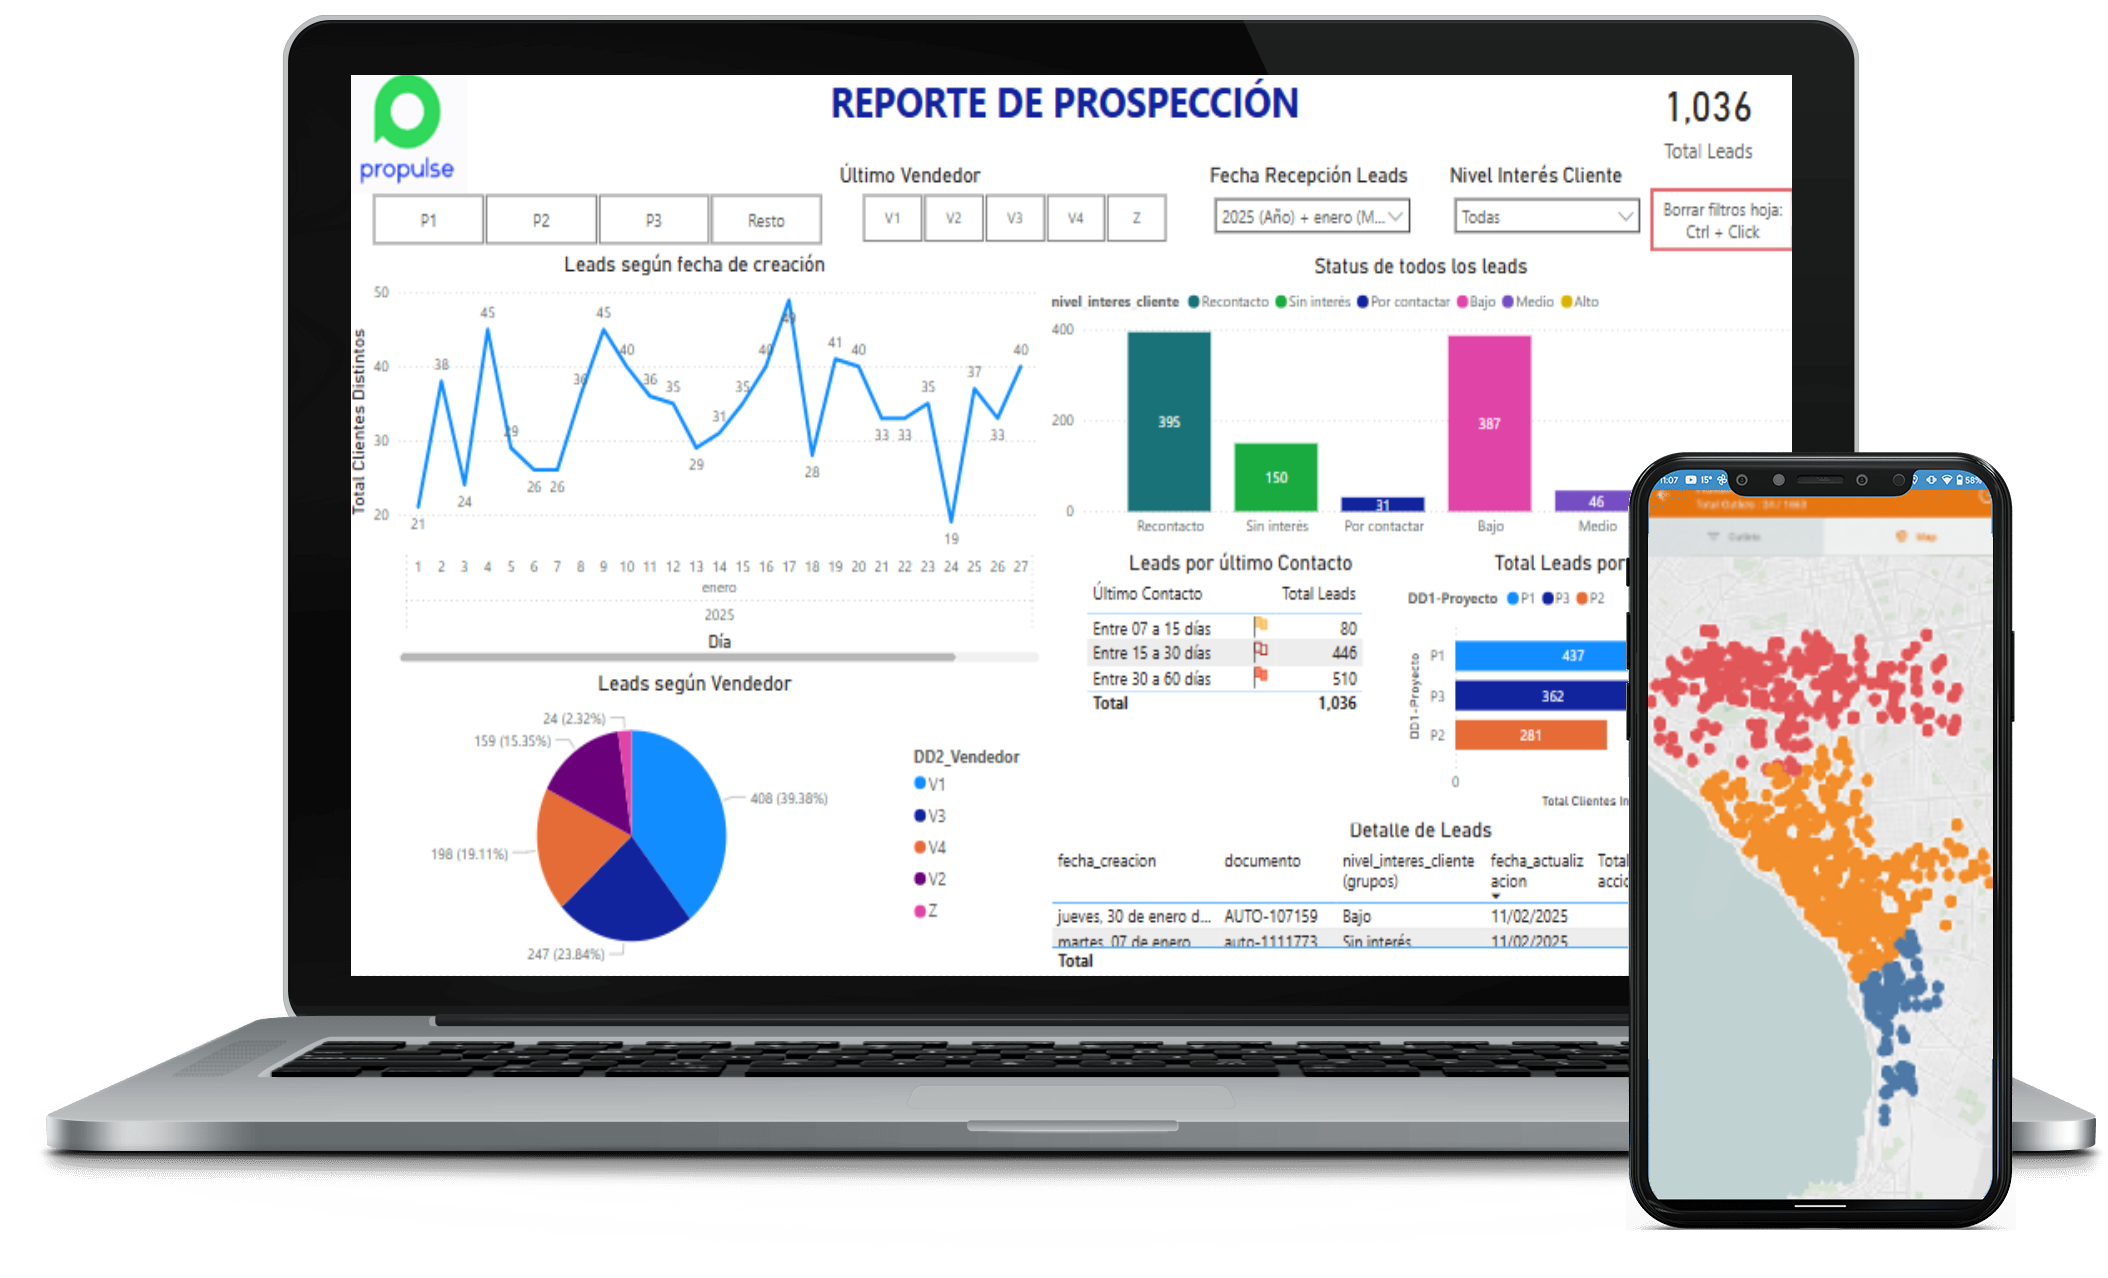 REPORTE DE PROSPECCIÓN
1,036
Total Leads
propulse
Último Vendedor
Fecha Recepción Leads
Nivel Interés Cliente
P1 P2 P3 Resto
V1 V2 V3 V4 Z
2025 (Año) + enero (M...
Todas
Borrar filtros hoja:
Ctrl + Click
Leads según fecha de creación
Total Clientes Distintos
50
40
30
20
21 38 24 45 29 26 26 36 45 40 36 35 29 31 35 40 49 28 41 40 33 33 35 19 37 33 40
1 2 3 4 5 6 7 8 9 10 11 12 13 14 15 16 17 18 19 20 21 22 23 24 25 26 27
enero
2025
Día
Status de todos los leads
nivel_interes_cliente Recontacto Sin interés Por contactar Bajo Medio Alto
400
200
0
395 150 31 387 46
Recontacto Sin interés Por contactar Bajo Medio
Leads por último Contacto
Último Contacto Total Leads
Entre 07 a 15 días 80
Entre 15 a 30 días 446
Entre 30 a 60 días 510
Total 1,036
Total Leads por
DD1-Proyecto P1 P3 P2
DD1-Proyecto
P1 437
P3 362
P2 281
0
Total Clientes In
Leads según Vendedor
24 (2.32%)
159 (15.35%)
408 (39.38%)
198 (19.11%)
247 (23.84%)
DD2_Vendedor
V1
V3
V4
V2
Z
Detalle de Leads
fecha_creacion documento nivel_interes_cliente fecha_actualiz Total
(grupos) acion accic
jueves, 30 de enero d... AUTO-107159 Bajo 11/02/2025
martes, 07 de enero auto-1111773 Sin interés 11/02/2025
Total
11:07 15° 58%
Map